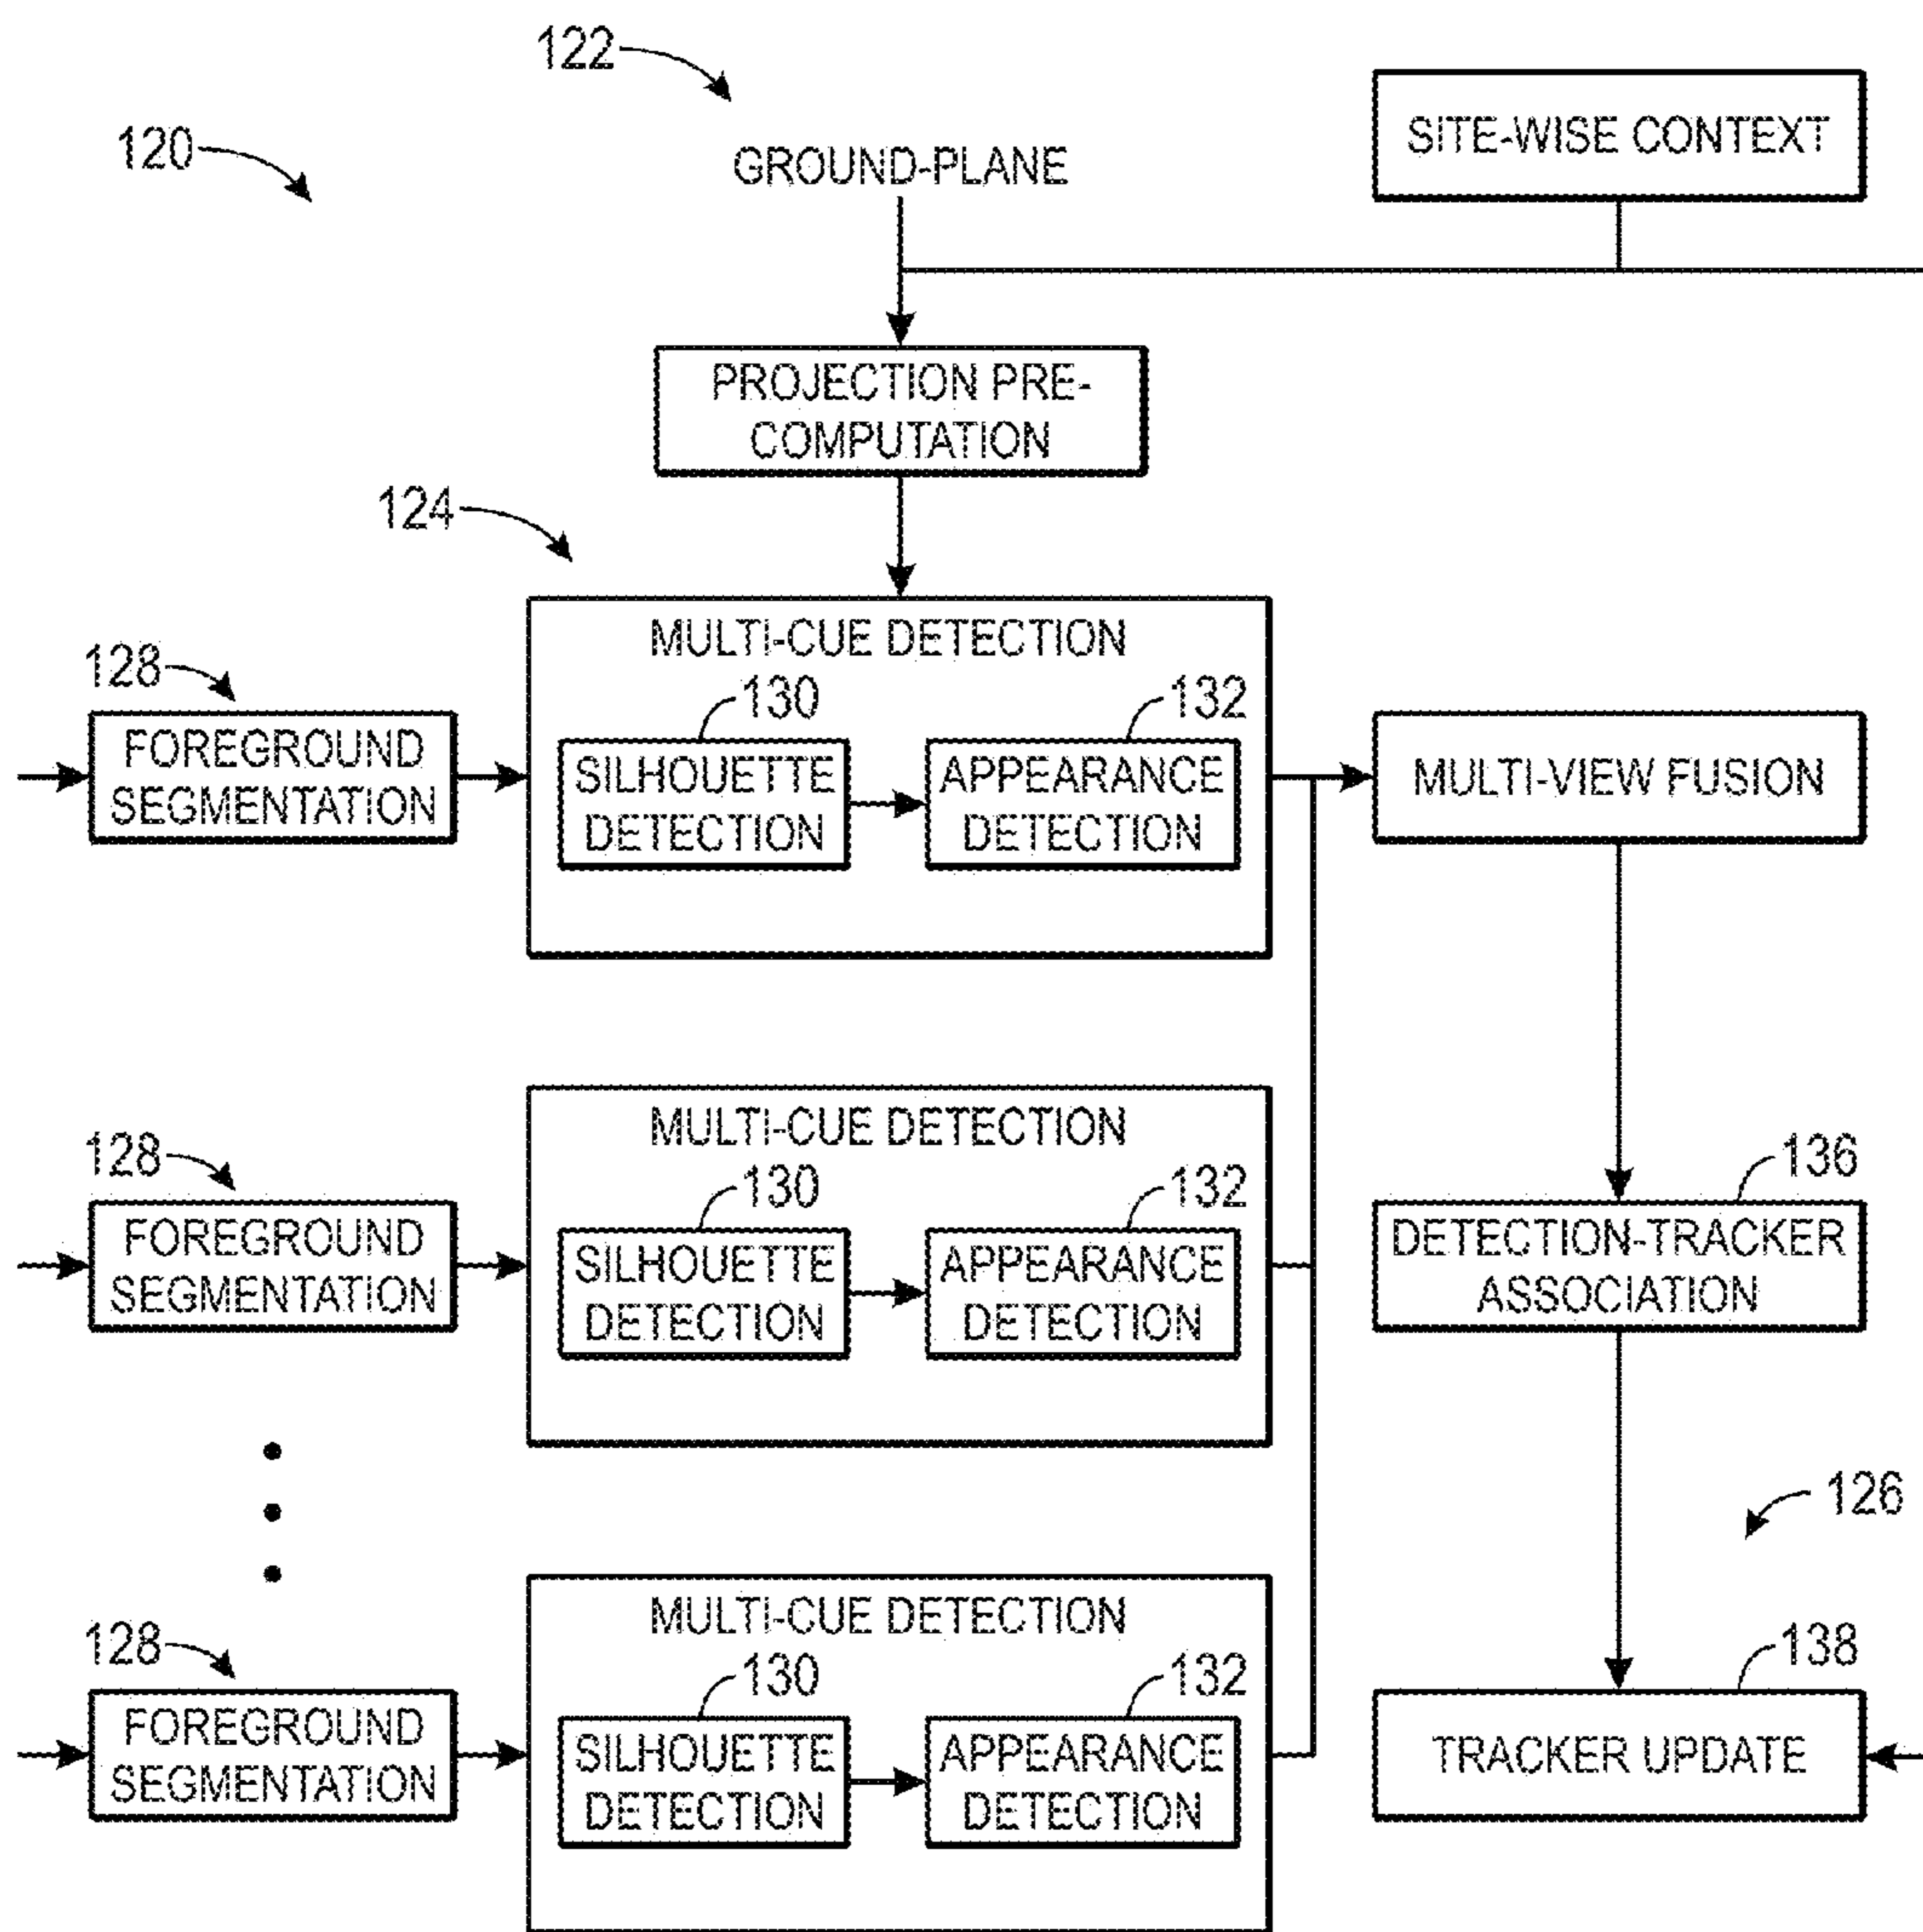 122
120
GROUND-PLANE
SITE-WISE CONTEXT
PROJECTION PRE-
COMPUTATION
124
128
FOREGROUND
SEGMENTATION
MULTI-CUE DETECTION
130
SILHOUETTE
DETECTION
132
APPEARANCE
DETECTION
MULTI-VIEW FUSION
128
FOREGROUND
SEGMENTATION
MULTI-CUE DETECTION
130
SILHOUETTE
DETECTION
132
APPEARANCE
DETECTION
136
DETECTION-TRACKER
ASSOCIATION
126
128
FOREGROUND
SEGMENTATION
MULTI-CUE DETECTION
130
SILHOUETTE
DETECTION
132
APPEARANCE
DETECTION
138
TRACKER UPDATE